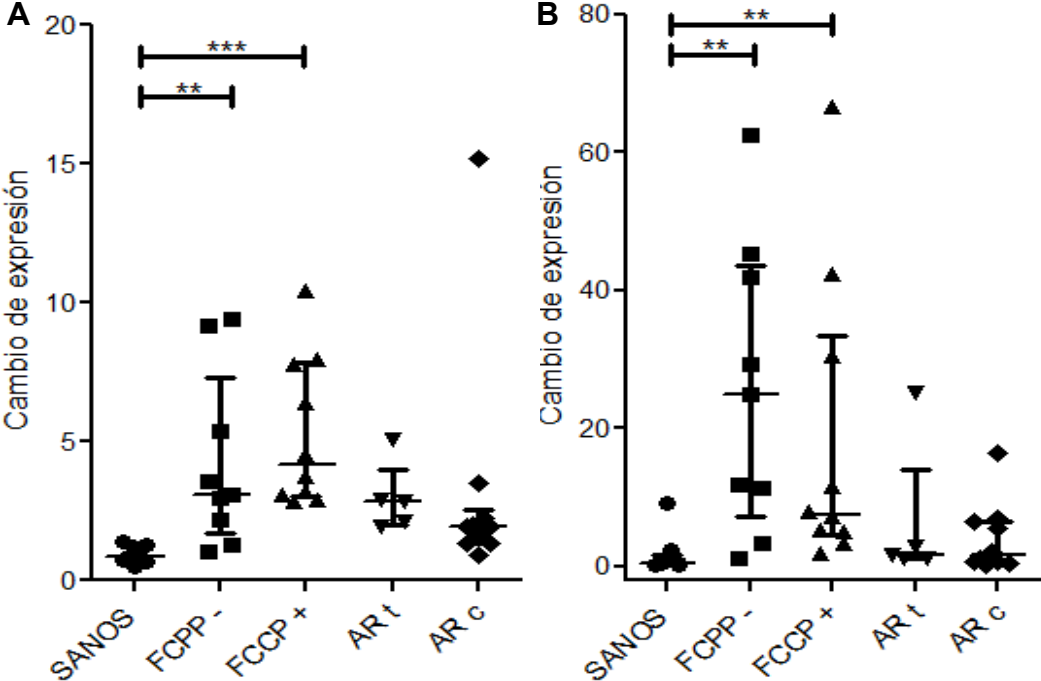 A
Cambio de expresión
20
15
10
5
0
***
**
SANOS
FCPP -
FCCP +
AR t
AR c
B
Cambio de expresión
80
60
40
20
0
**
**
SANOS
FCPP -
FCCP +
AR t
AR c